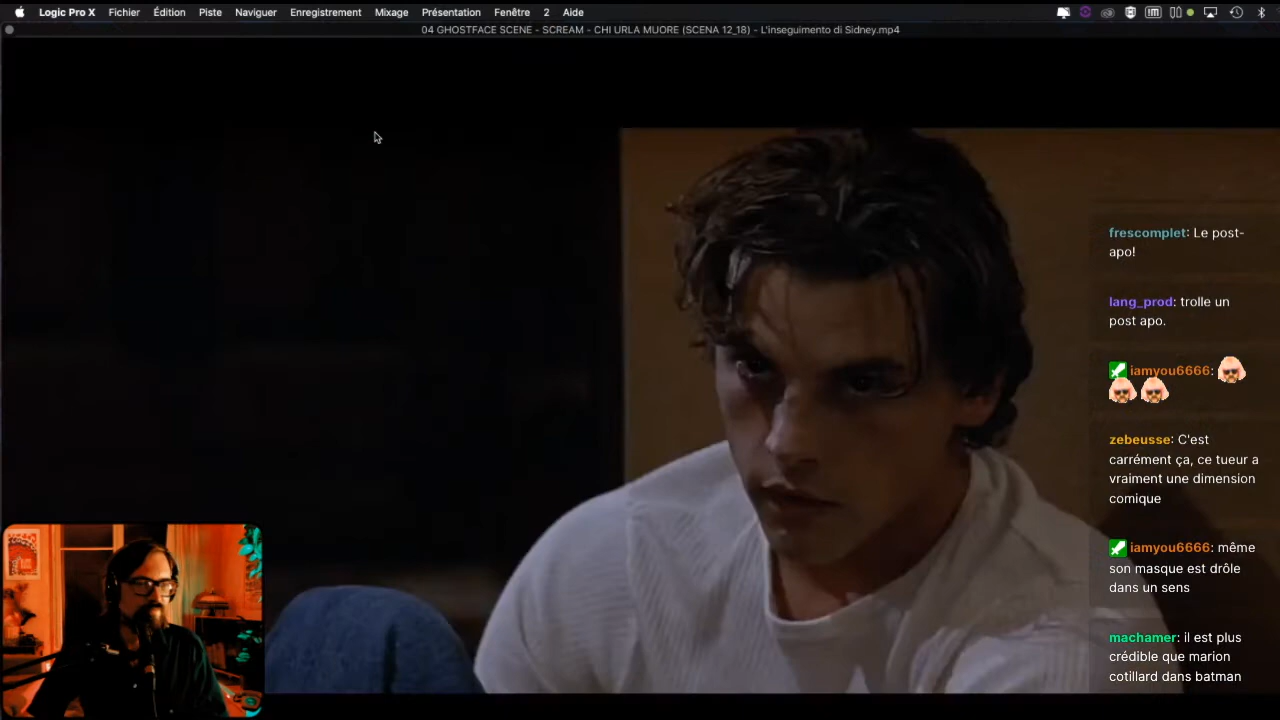 Logic Pro X Fichier Édition Piste Naviguer Enregistrement Mixage Présentation Fenêtre 2 Aide
04 GHOSTFACE SCENE - SCREAM - CHI URLA MUORE (SCENA 12_18) - L'inseguimento di Sidney.mp4
frescomplet: Le post-
apo!
lang_prod: trolle un
post apo.
iamyou6666:
zebeusse: C'est
carrément ça, ce tueur a
vraiment une dimension
comique
iamyou6666: même
son masque est drôle
dans un sens
machamer: il est plus
crédible que marion
cotillard dans batman